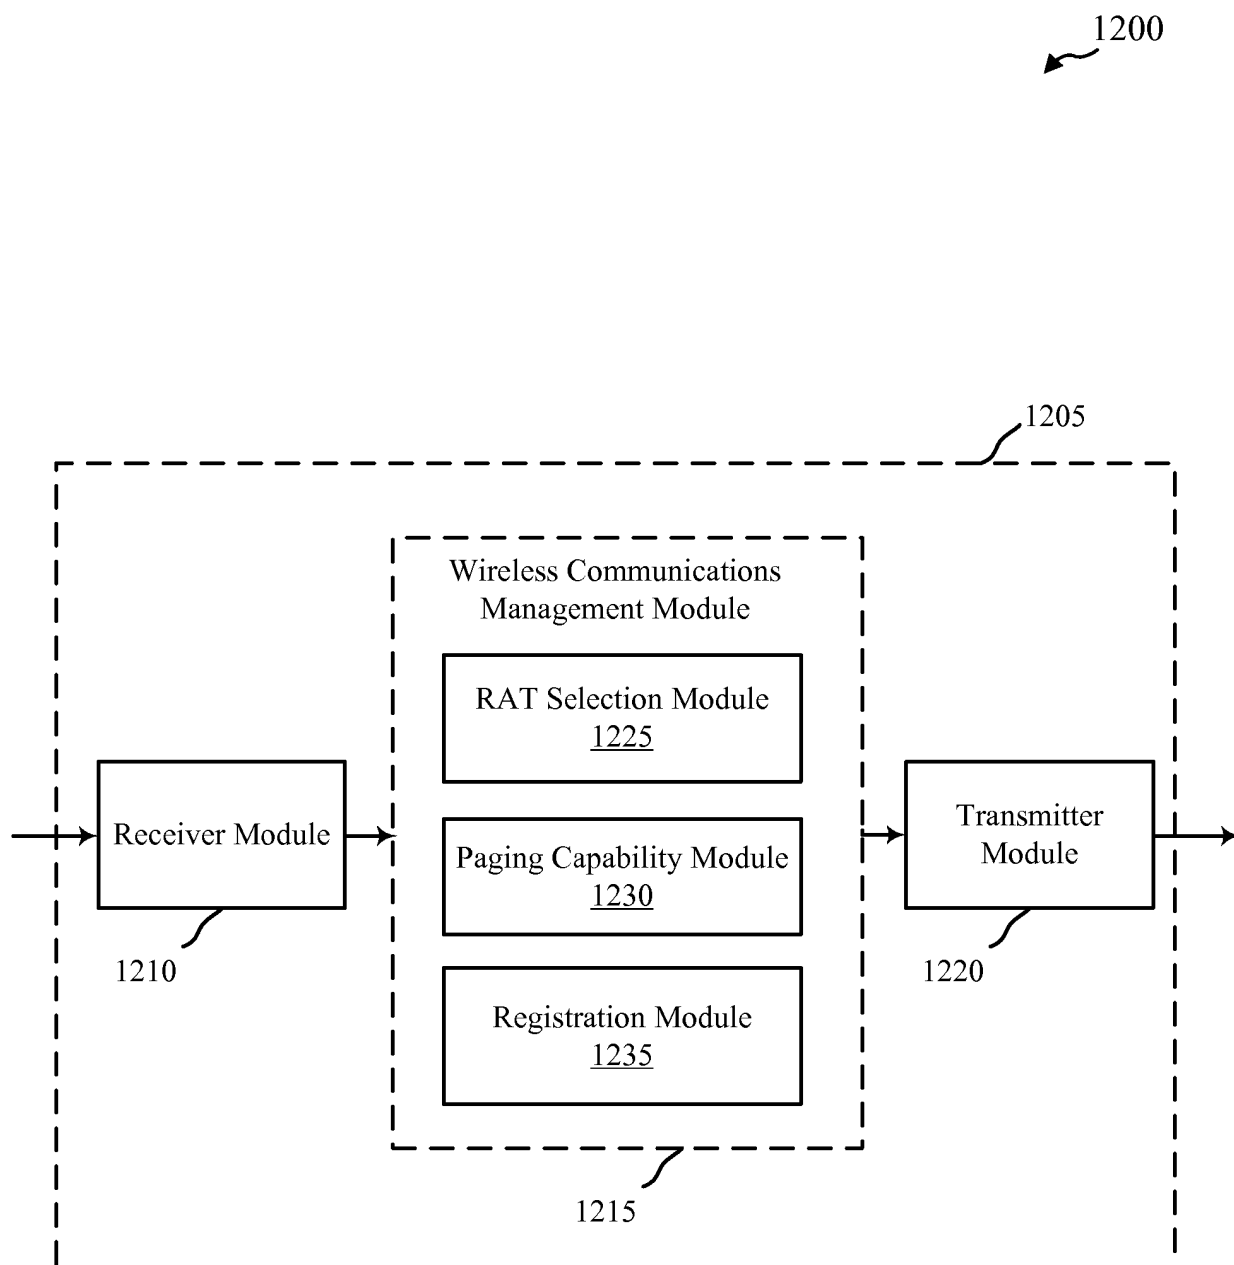 1200
1205
Wireless Communications
Management Module
RAT Selection Module
1225
Receiver Module
Paging Capability Module
1230
Transmitter
Module
1210
1220
Registration Module
1235
1215